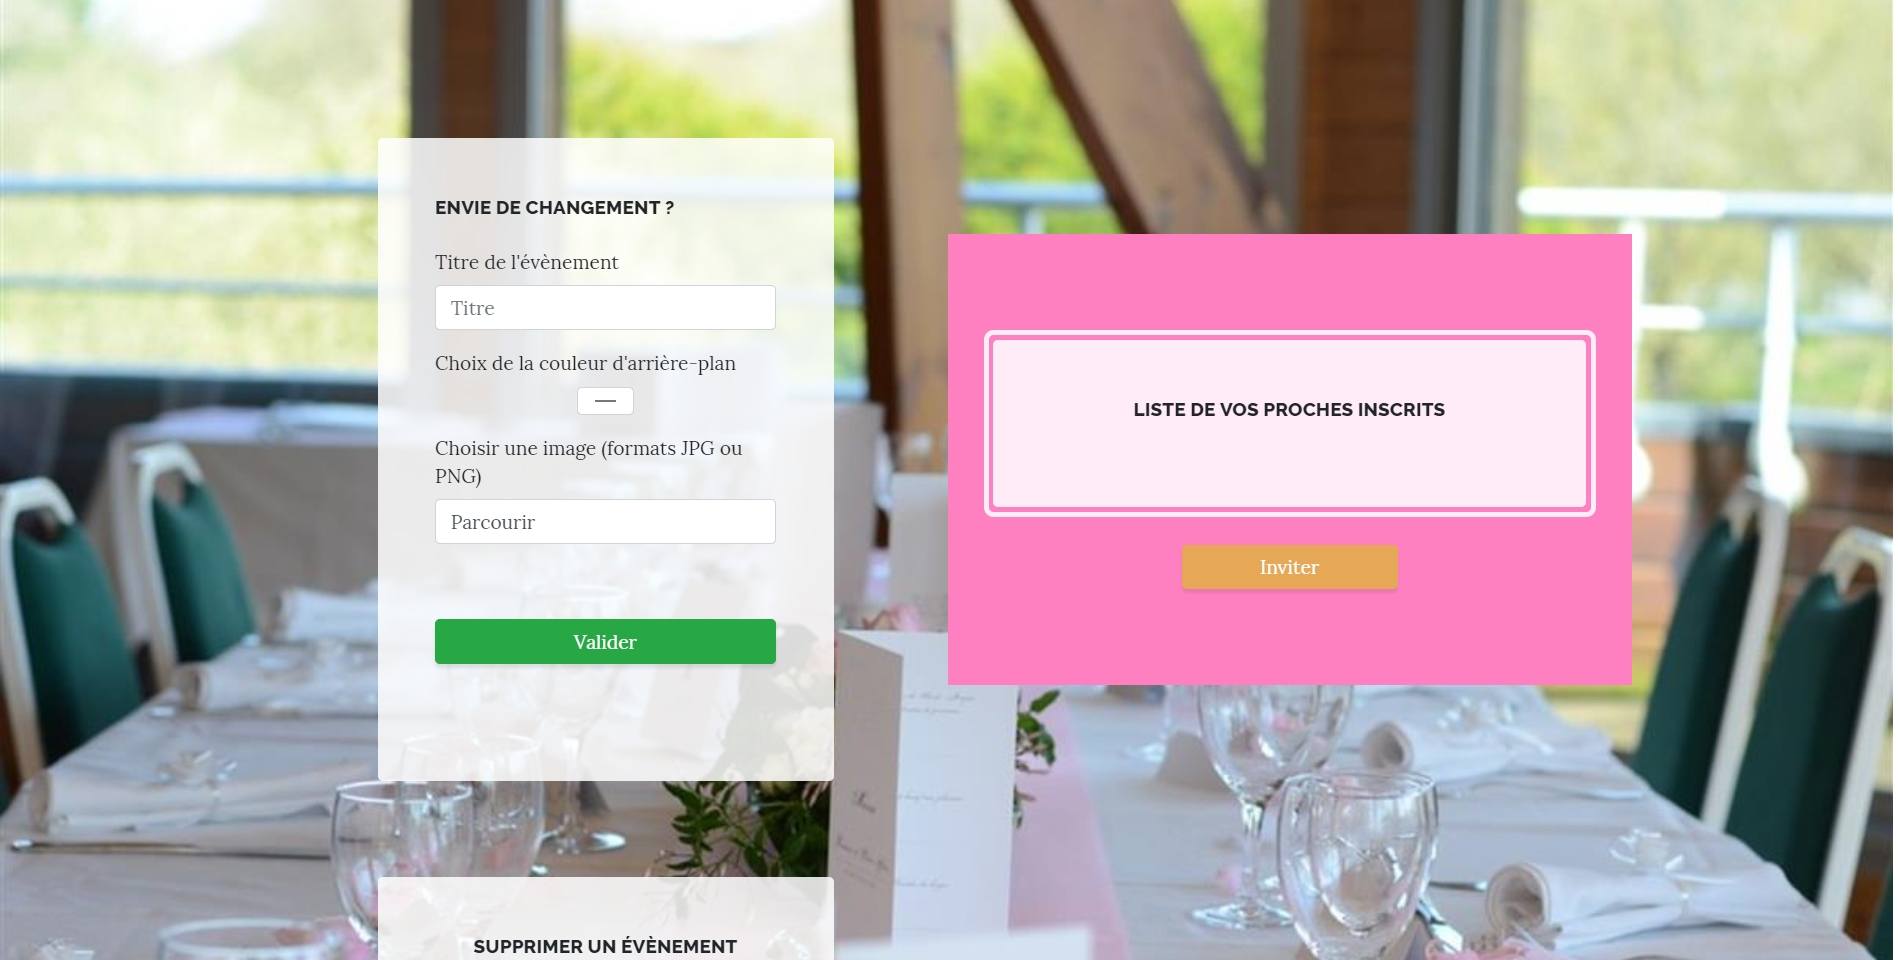 ENVIE DE CHANGEMENT ?
Titre de l'évènement
Titre
Choix de la couleur d'arrière-plan
Choisir une image (formats JPG ou
PNG)
Parcourir
Valider
SUPPRIMER UN ÉVÈNEMENT
LISTE DE VOS PROCHES INSCRITS
Inviter